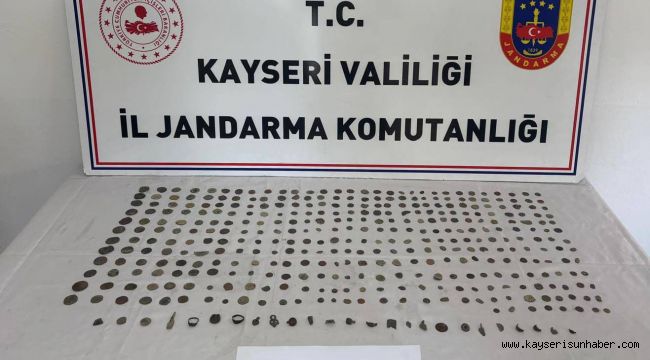 T.C.
KAYSERİ VALİLİĞİ
İL JANDARMA KOMUTANLIĞI
JANDARMA
www.kayserisunhaber.com